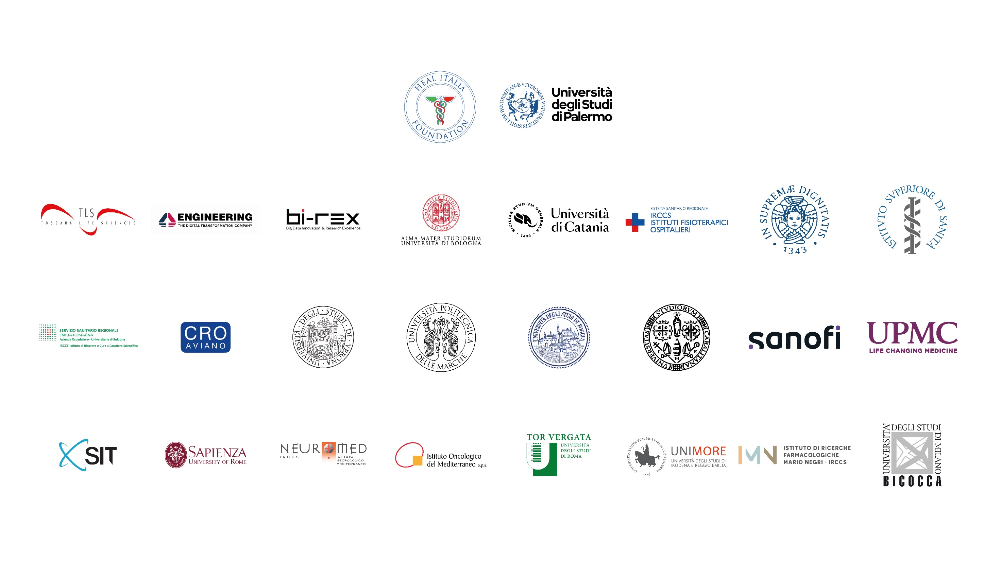 HEAL ITALIA
FOUNDATION
PANORMITANÆ STVDIORVM VNIVERSITATIS SIGILLVM
Università
degli Studi
di Palermo
TLS
TOSCANA LIFE SCIENCES
ENGINEERING
THE DIGITAL TRANSFORMATION COMPANY
bi-rex
Big Data Innovation & Research Excellence
ALMA MATER STUDIORUM
A.D. 1088
ALMA MATER STUDIORUM
UNIVERSITÀ DI BOLOGNA
SICILIAE STVDIVM GENERALE
1434
Università
di Catania
SISTEMA SANITARIO REGIONALE
IRCCS
ISTITUTI FISIOTERAPICI
OSPITALIERI
IN SUPREMÆ DIGNITATIS
1343
ISTITVTO SVPERIORE DI SANITÀ
SERVIZIO SANITARIO REGIONALE
EMILIA-ROMAGNA
Azienda Ospedaliero - Universitaria di Bologna
IRCCS Istituto di Ricovero e Cura a Carattere Scientifico
CRO
AVIANO
UNIVERSITÀ · DEGLI · STUDI · DI · VERONA
UNIVERSITÀ POLITECNICA
DELLE MARCHE
UNIVERSITÀ DEGLI STUDI DI FOGGIA
STVDIORVM
VNIVERSITAS
CARALITANA
L E
H
sanofi
UPMC
LIFE CHANGING MEDICINE
SIT
STUDIUM URBIS
SAPIENZA
UNIVERSITY OF ROME
NEUROMED
I.R.C.C.S.
ISTITUTO
NEUROLOGICO
MEDITERRANEO
Istituto Oncologico
del Mediterraneo s.p.a.
TOR VERGATA
UNIVERSITÀ
DEGLI STUDI
DI ROMA
UNIVERSITAS STUDIORUM MUTINENSIS ET REGIENSIS
1175
UNIMORE
UNIVERSITÀ DEGLI STUDI DI
MODENA E REGGIO EMILIA
IMN
ISTITUTO DI RICERCHE
FARMACOLOGICHE
MARIO NEGRI · IRCCS
UNIVERSITA' DEGLI STUDI DI MILANO
BICOCCA